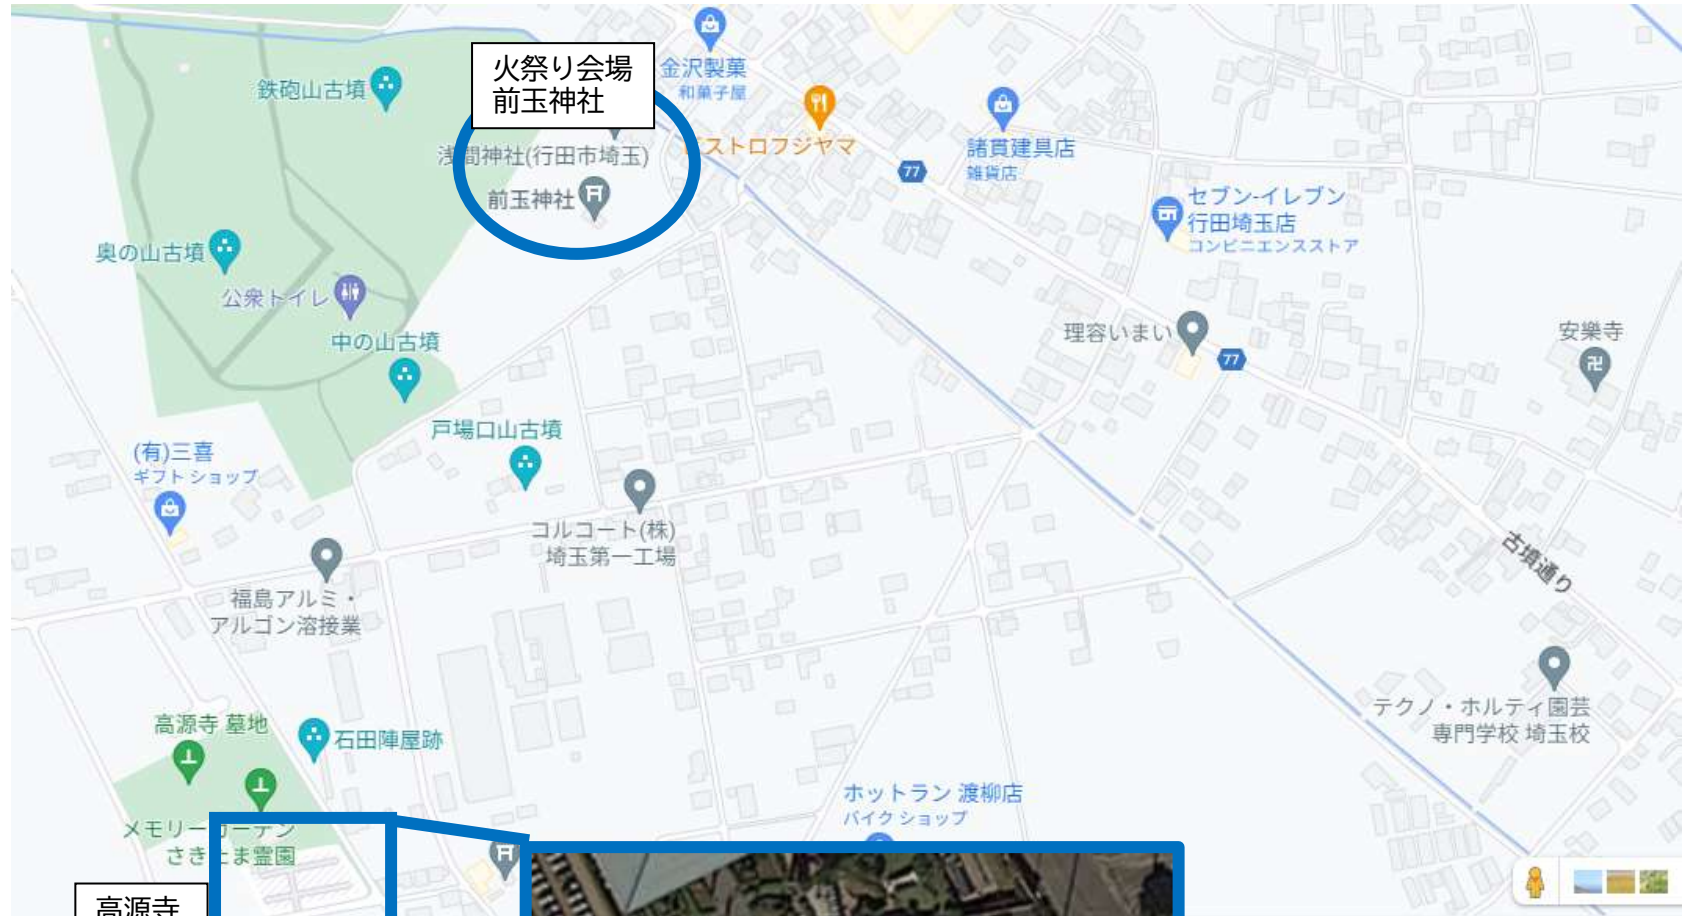 火祭り会場
前玉神社
金沢製菓
和菓子屋
鉄砲山古墳
浅間神社(行田市埼玉)
ストロフジヤマ
77
諸貫建具店
雑貨店
前玉神社
セブン-イレブン
行田埼玉店
コンビニエンスストア
奥の山古墳
公衆トイレ
中の山古墳
理容いまい
77
安樂寺
卍
戸場口山古墳
(有)三喜
ギフト ショップ
コルコート(株)
埼玉第一工場
古墳通り
福島アルミ・
アルゴン溶接業
テクノ・ホルティ園芸
専門学校 埼玉校
高源寺 墓地
石田陣屋跡
ホットラン 渡柳店
バイク ショップ
メモリーガーデン
さきたま霊園
高源寺